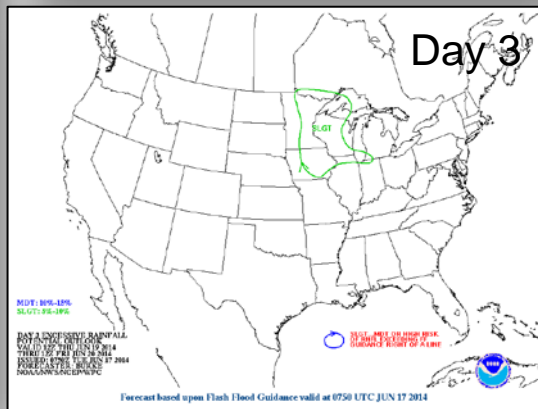 Day 3
SLGT
MDT: 10%-15%
SLGT: 5%-10%
DAY 3 EXCESSIVE RAINFALL
POTENTIAL OUTLOOK
VALID 12Z THU JUN 19 2014
THRU 12Z FRI JUN 20 2014
ISSUED: 0750Z TUE JUN 17 2014
FORECASTER: BURKE
NOAA/NWS/NCEP/WPC
SLGT, MDT OR HIGH RISK
OF RNFL EXCEEDING FF
GUIDANCE RIGHT OF A LINE
Forecast based upon Flash Flood Guidance valid at 0750 UTC JUN 17 2014